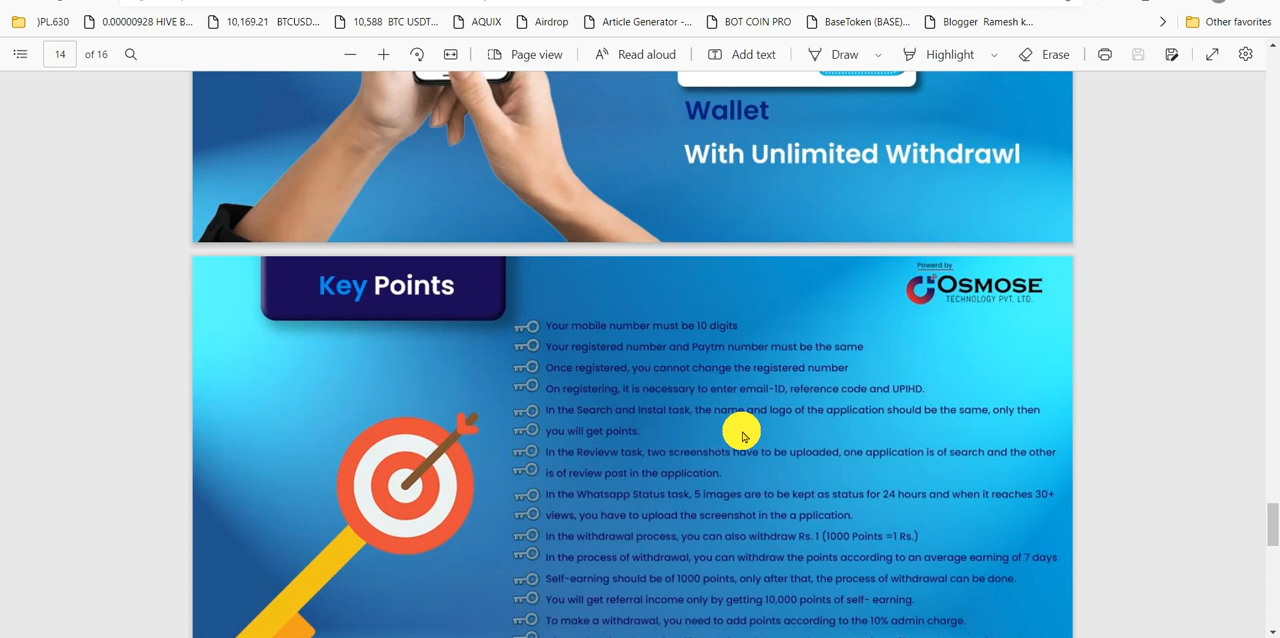 )PL.630
0.00000928 HIVE B...
10,169.21 BTCUSD...
10,588 BTC USDT...
AQUIX
Airdrop
Article Generator -...
BOT COIN PRO
BaseToken (BASE)...
Blogger Ramesh k...
Other favorites
14 of 16
Page view
Read aloud
Add text
Draw
Highlight
Erase
Wallet
With Unlimited Withdrawl
Key Points
Powerd by
OSMOSE
TECHNOLOGY PVT. LTD.
Your mobile number must be 10 digits
Your registered number and Paytm number must be the same
Once registered, you cannot change the registered number
On registering, it is necessary to enter email-1D, reference code and UPIHD.
In the Search and Instal task, the name and logo of the application should be the same, only then
you will get points.
In the Revievw task, two screenshots have to be uploaded, one application is of search and the other
is of review post in the application.
In the Whatsapp Status task, 5 images are to be kept as status for 24 hours and when it reaches 30+
views, you have to upload the screenshot in the a pplication.
In the withdrawal process, you can also withdraw Rs. 1 (1000 Points =1 Rs.)
In the process of withdrawal, you can withdraw the points according to an average earning of 7 days
Self-earning should be of 1000 points, only after that, the process of withdrawal can be done.
You will get referral income only by getting 10,000 points of self- earning.
To make a withdrawal, you need to add points according to the 10% admin charge.